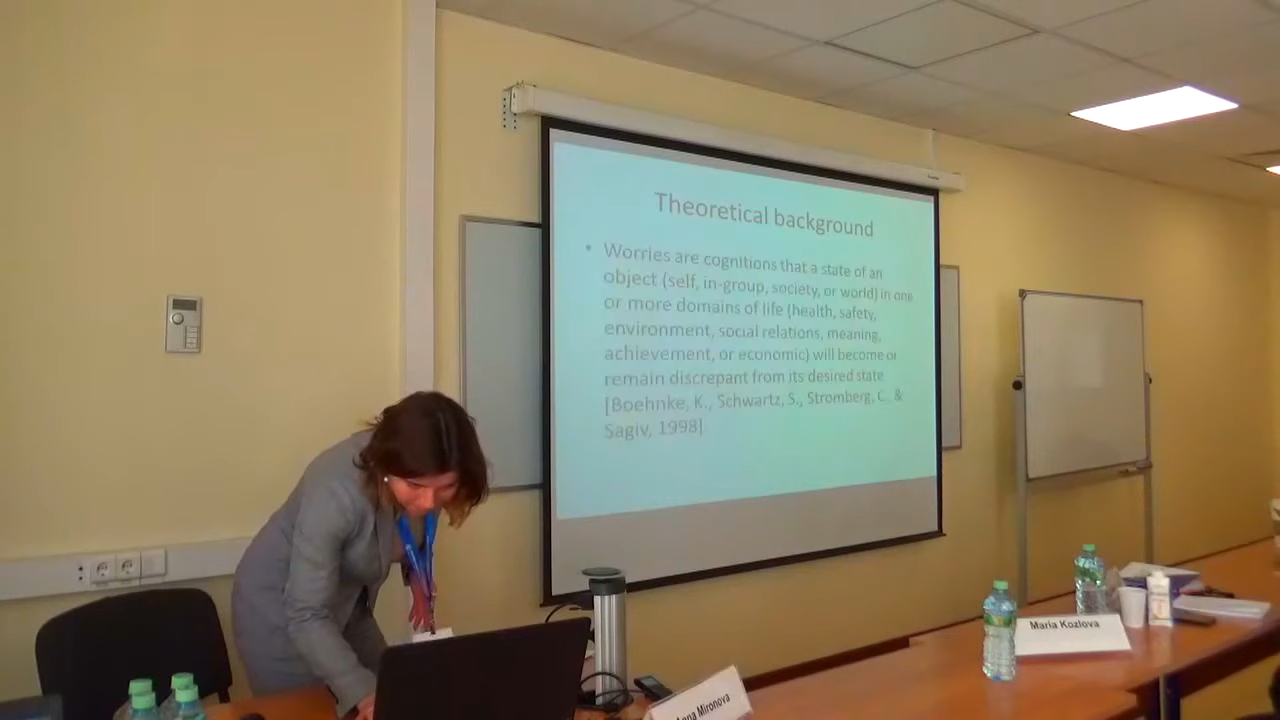 Theoretical background
• Worries are cognitions that a state of an
object (self, in-group, society, or world) in one
or more domains of life (health, safety,
environment, social relations, meaning,
achievement, or economic) will become or
remain discrepant from its desired state
[Boehnke, K., Schwartz, S., Stromberg, C., &
Sagiv, 1998]
Maria Kozlova
Anna Mironova